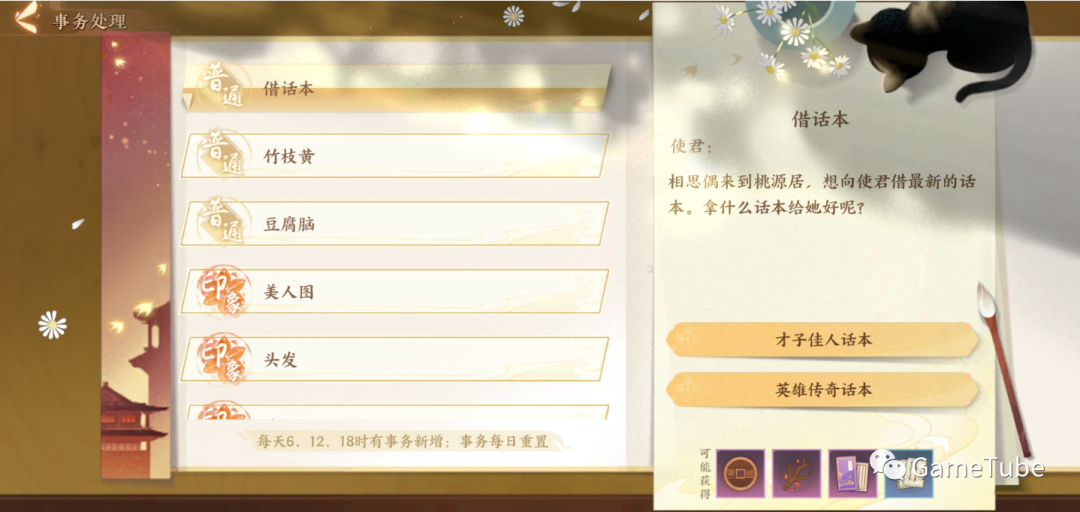 事务处理
普通
借话本
普通
竹枝黄
普通
豆腐脑
印象
美人图
印象
头发
每天6、12、18时有事务新增；事务每日重置
借话本
使君：
相思偶来到桃源居，想向使君借最新的话
本。拿什么话本给她好呢？
才子佳人话本
英雄传奇话本
可能获得
GameTube